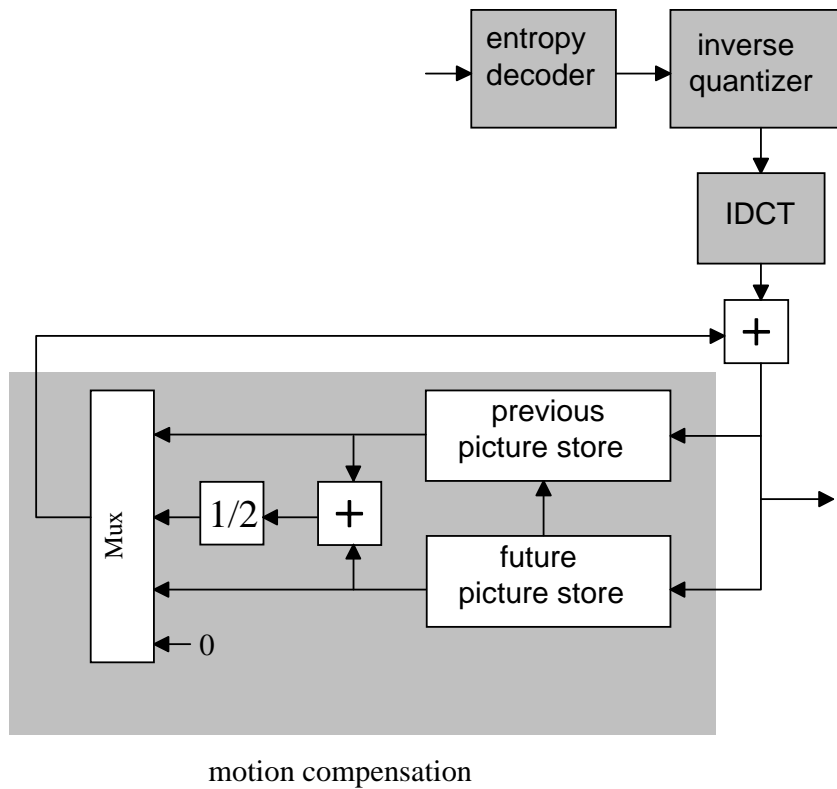 entropy
decoder
inverse
quantizer
IDCT
+
previous
picture store
Mux
1/2
+
future
picture store
0
motion compensation